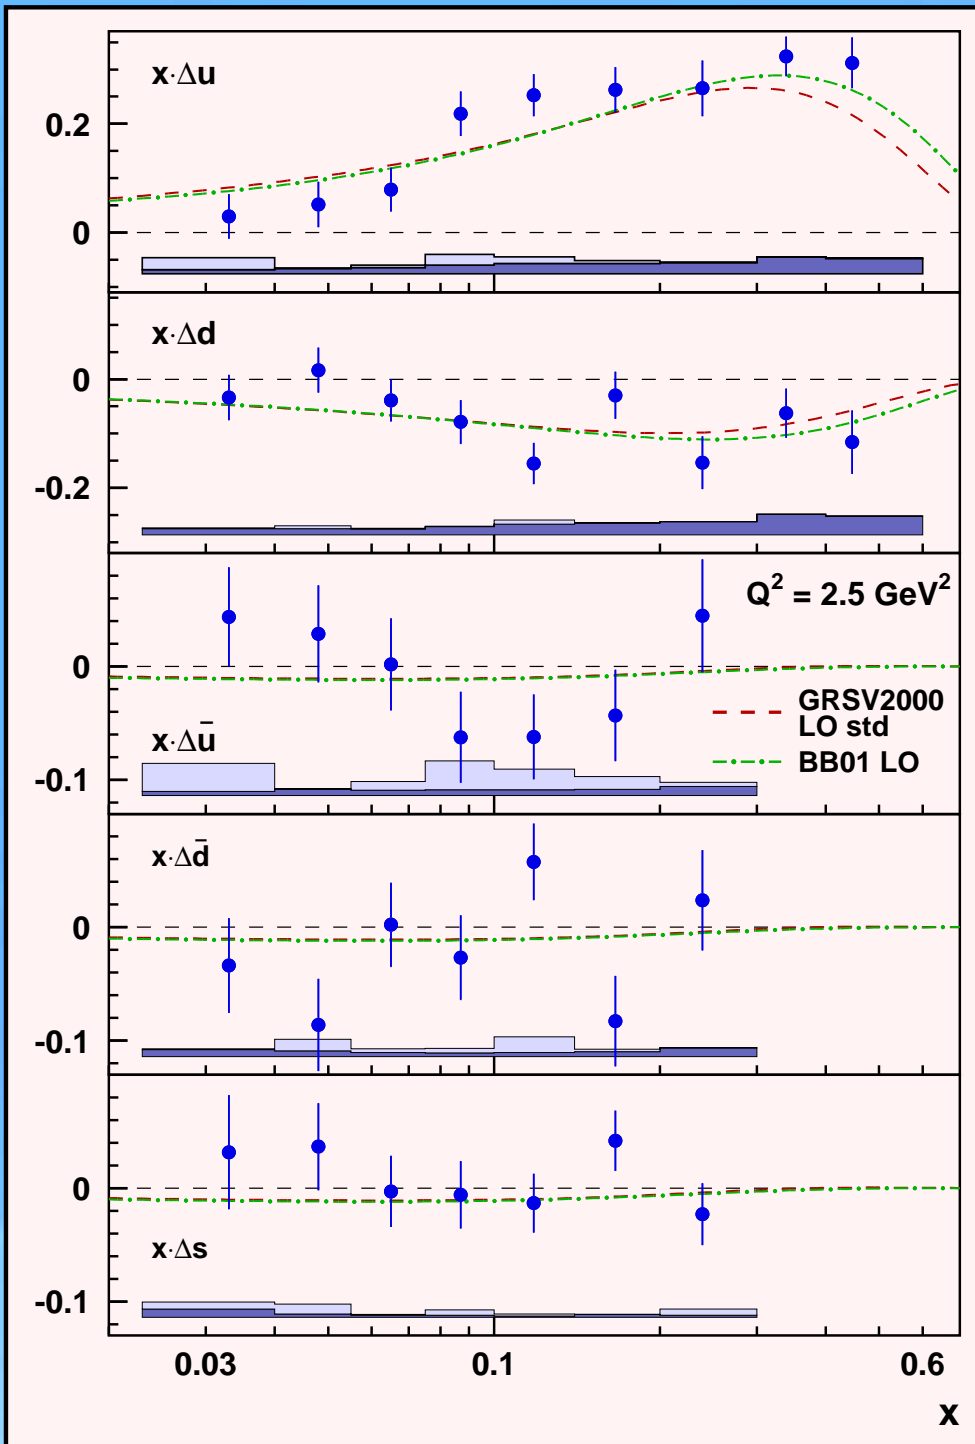 x·Δu
0.2
0
x·Δd
0
-0.2
Q² = 2.5 GeV²
0
GRSV2000
LO std
x·Δū
BB01 LO
-0.1
x·Δd̄
0
-0.1
0
x·Δs
-0.1
0.03 0.1 0.6
x